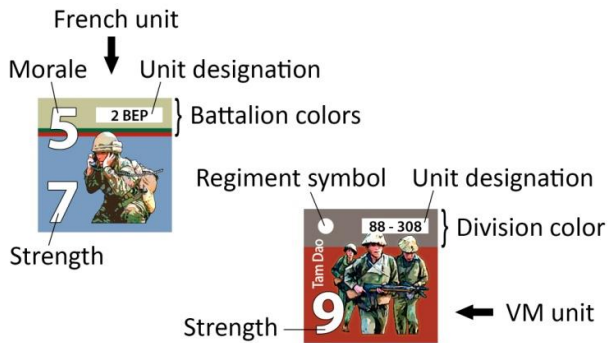 French unit
Morale
Unit designation
5
2 BEP
Battalion colors
7
Strength
Regiment symbol
Unit designation
88 - 308
Division color
Tam Dao
9
VM unit
Strength